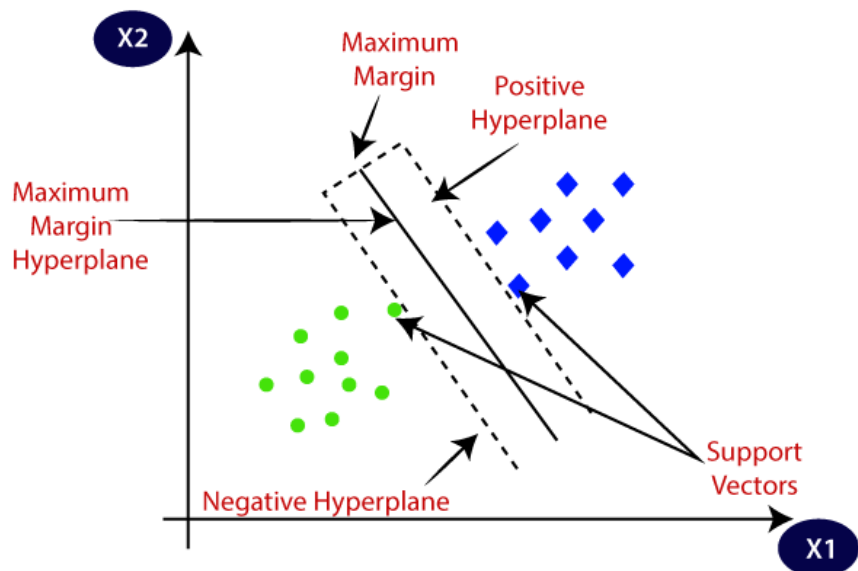 X2
Maximum
Margin
Positive
Hyperplane
Maximum
Margin
Hyperplane
Support
Vectors
Negative Hyperplane
X1